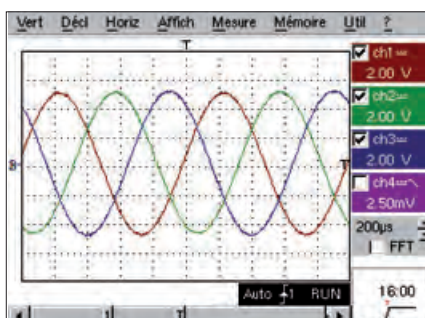 Vert Décl Horiz Affich Mesure Mémoire Util ?
T
ch1
2.00 V
ch2
2.00 V
ch3
2.00 V
ch4
2.50mV
T
200µs
FFT
Auto 1 RUN
16:00
1 T